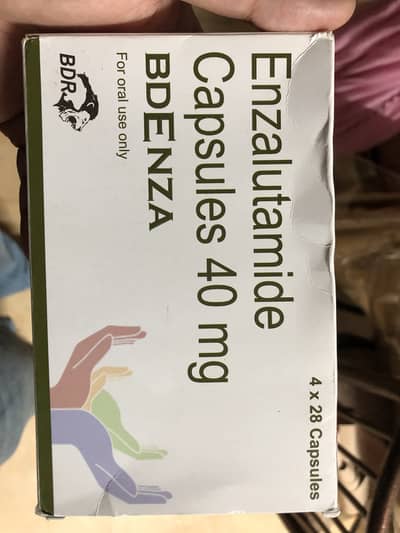 Enzalutamide
Capsules 40 mg
BDENZA
For oral use only
BDR
4 x 28 Capsules